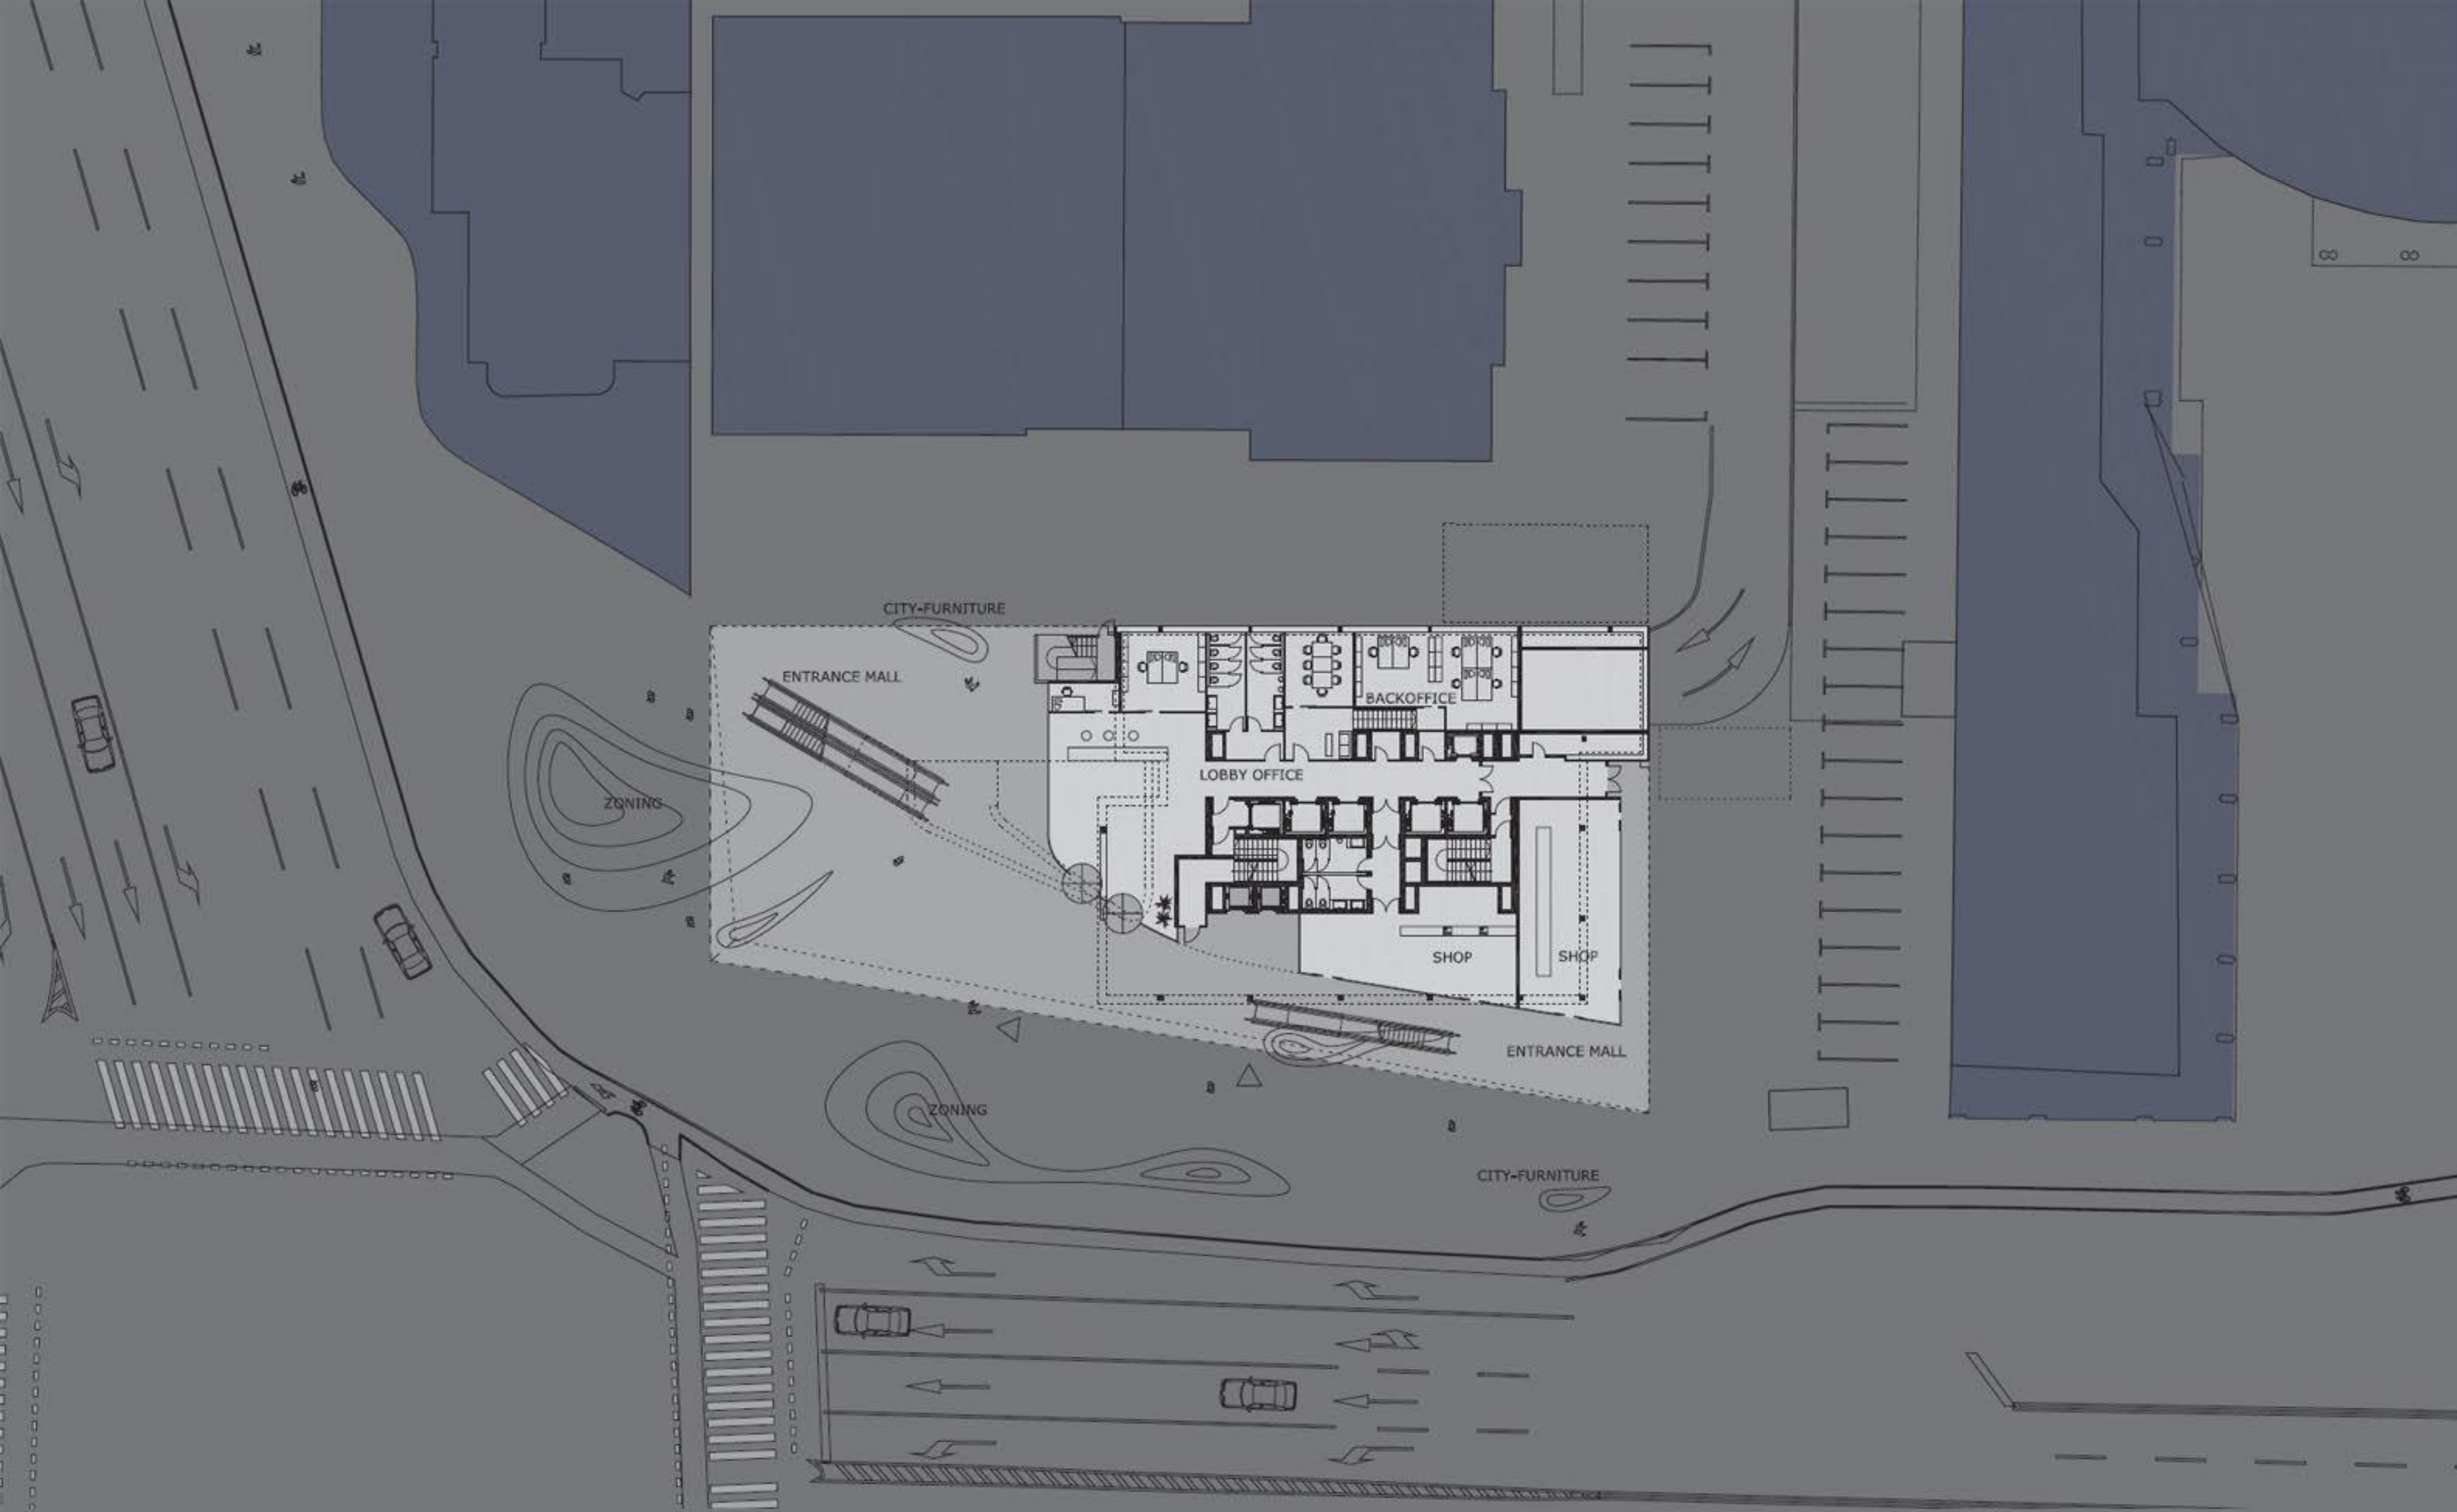 CITY-FURNITURE
ENTRANCE MALL
BACKOFFICE
LOBBY OFFICE
ZONING
SHOP
SHOP
ENTRANCE MALL
ZONING
CITY-FURNITURE